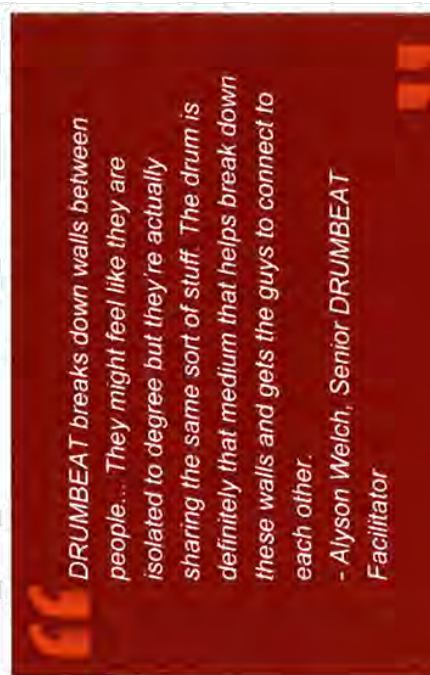 DRUMBEAT breaks down walls between
people... They might feel like they are
isolated to degree but they're actually
sharing the same sort of stuff. The drum is
definitely that medium that helps break down
these walls and gets the guys to connect to
each other.
- Alyson Welch, Senior DRUMBEAT
Facilitator